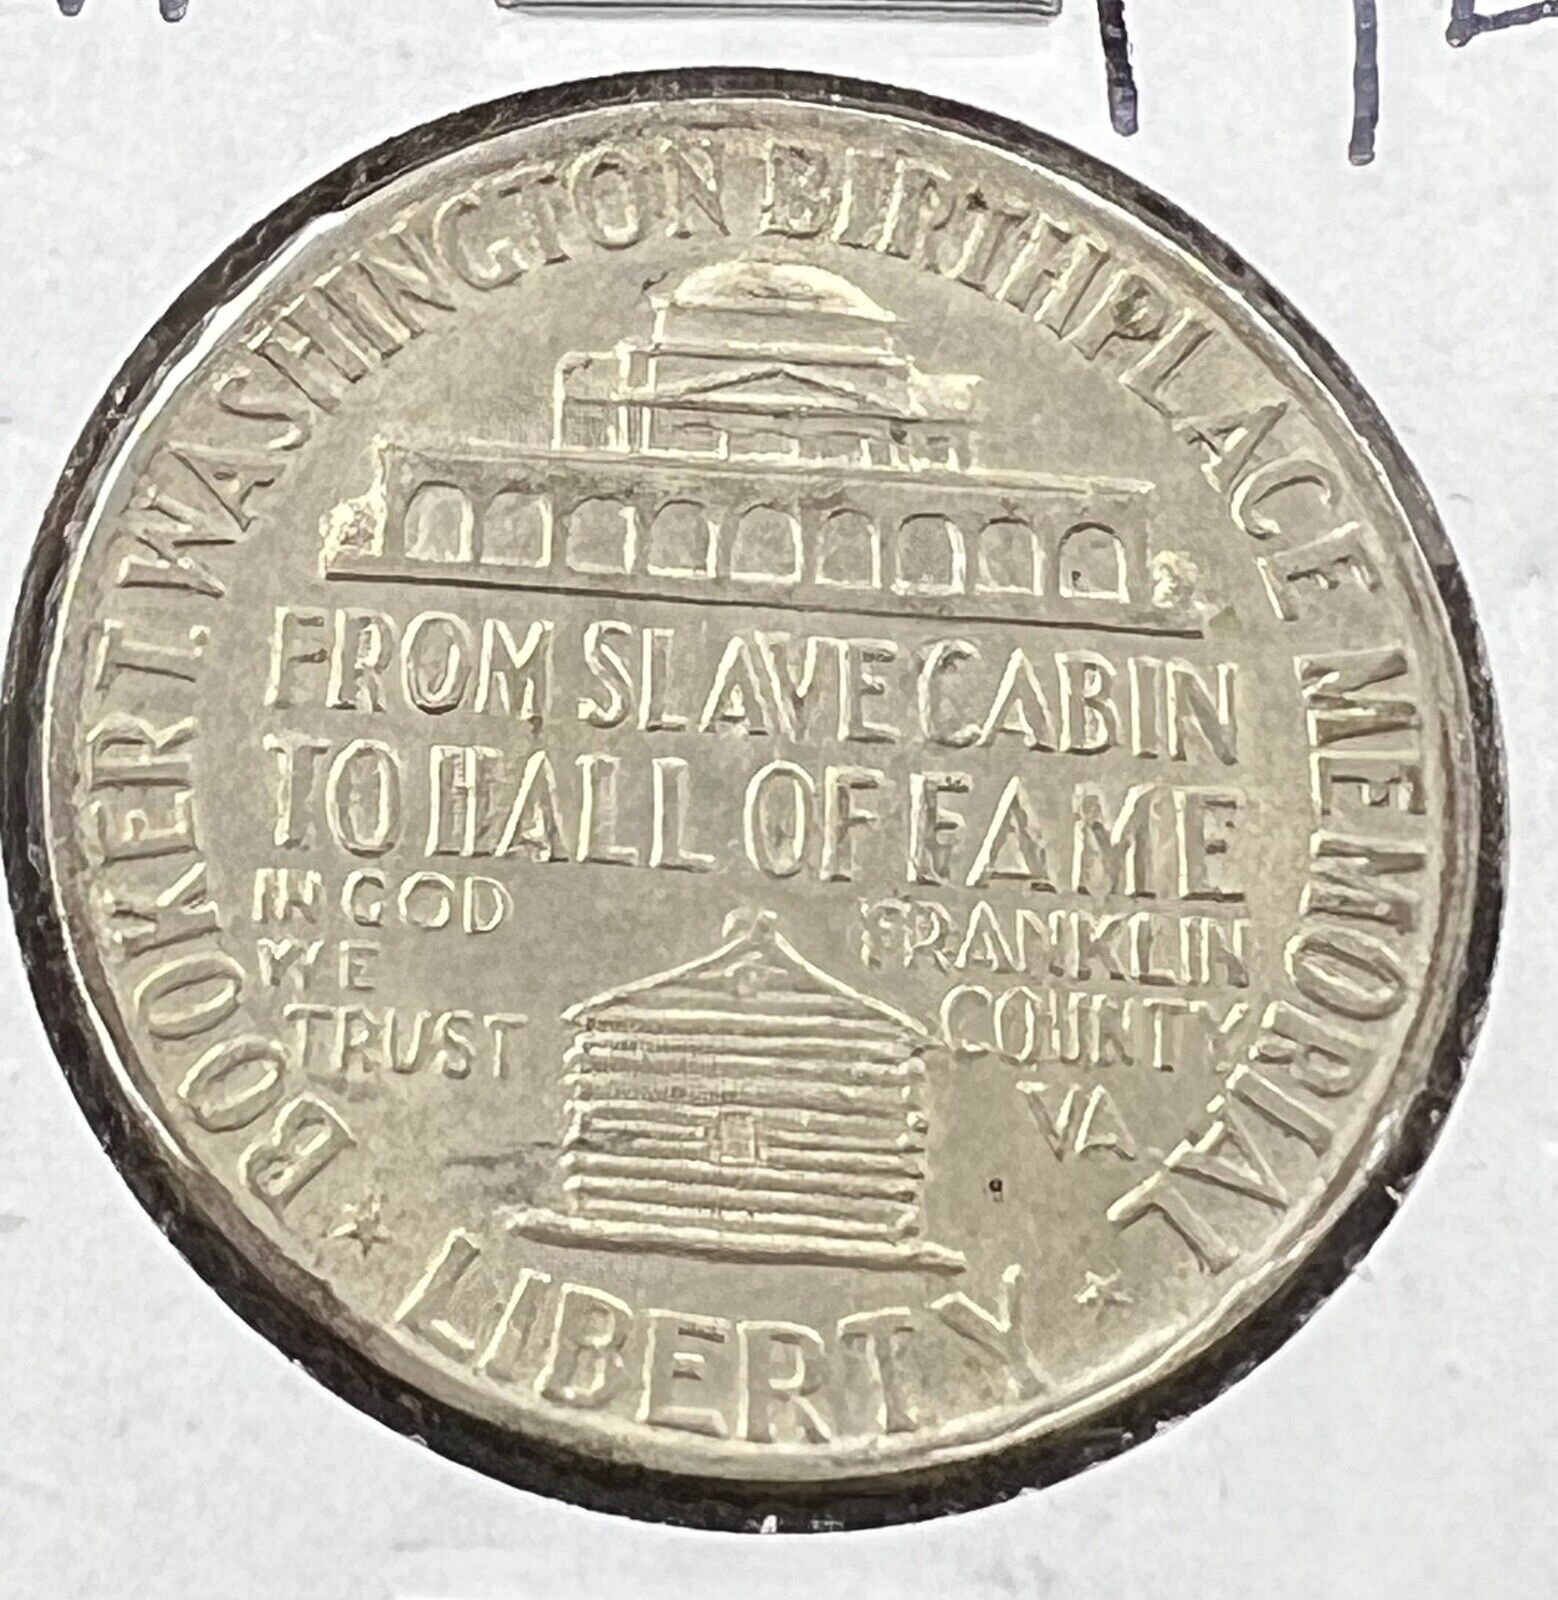 BOOKER T. WASHINGTON BIRTHPLACE MEMORIAL
FROM SLAVE CABIN
TO HALL OF FAME
IN GOD
WE
TRUST
FRANKLIN
COUNTY
VA
LIBERTY